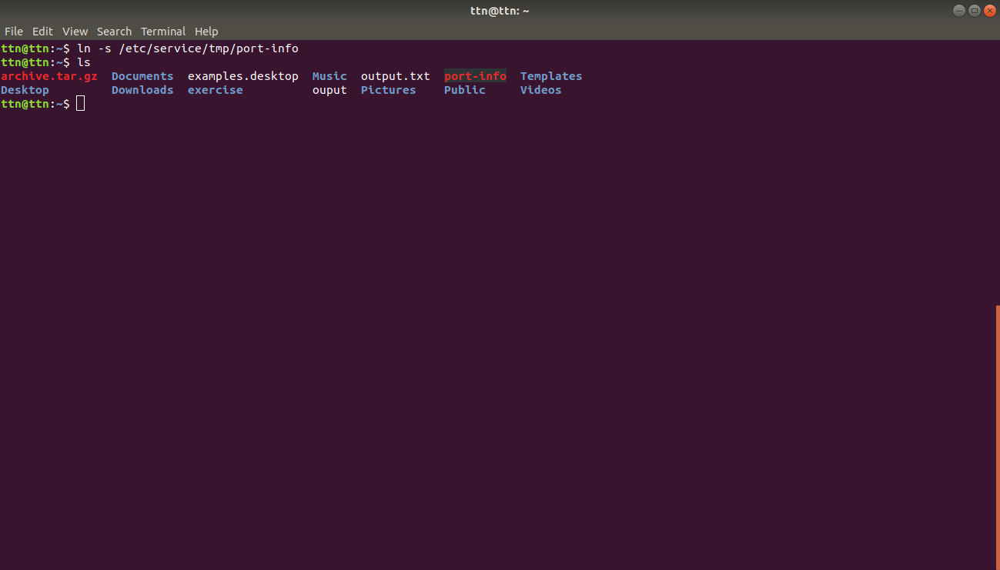 ttn@ttn: ~
File Edit View Search Terminal Help
ttn@ttn:~$ ln -s /etc/service/tmp/port-info
ttn@ttn:~$ ls
archive.tar.gz Documents examples.desktop Music output.txt port-info Templates
Desktop Downloads exercise ouput Pictures Public Videos
ttn@ttn:~$